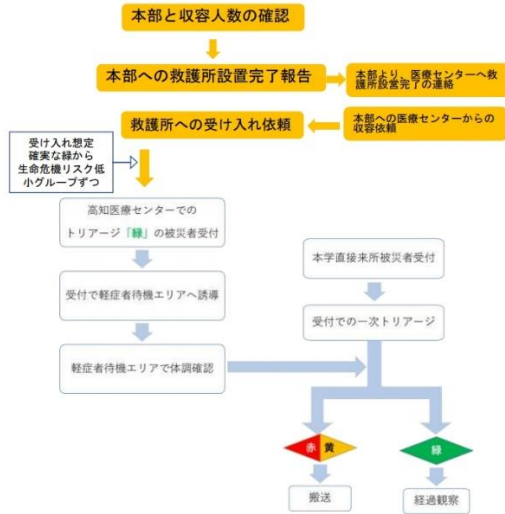 本部と収容人数の確認
本部への救護所設置完了報告
本部より、医療センターへ救
護所設営完了の連絡
救護所への受け入れ依頼
本部への医療センターからの
収容依頼
受け入れ想定
確実な緑から
生命危機リスク低
小グループずつ
高知医療センターでの
トリアージ「緑」の被災者受付
受付で軽症者待機エリアへ誘導
軽症者待機エリアで体調確認
本学直接来所被災者受付
受付での一次トリアージ
赤 黄
緑
搬送
経過観察